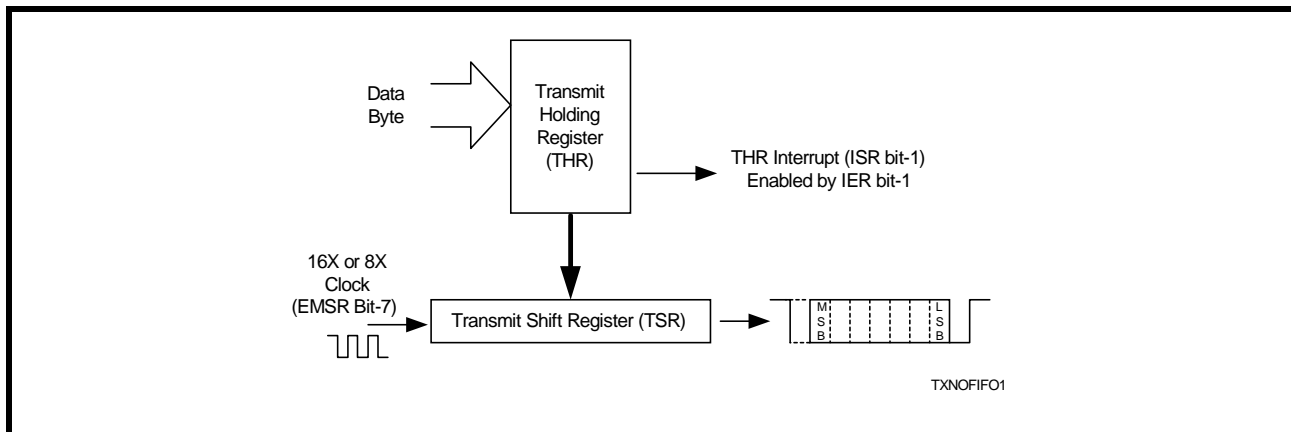 Data
Byte
Transmit
Holding
Register
(THR)
THR Interrupt (ISR bit-1)
Enabled by IER bit-1
16X or 8X
Clock
(EMSR Bit-7)
Transmit Shift Register (TSR)
M
S
B
L
S
B
TXNOFIFO1